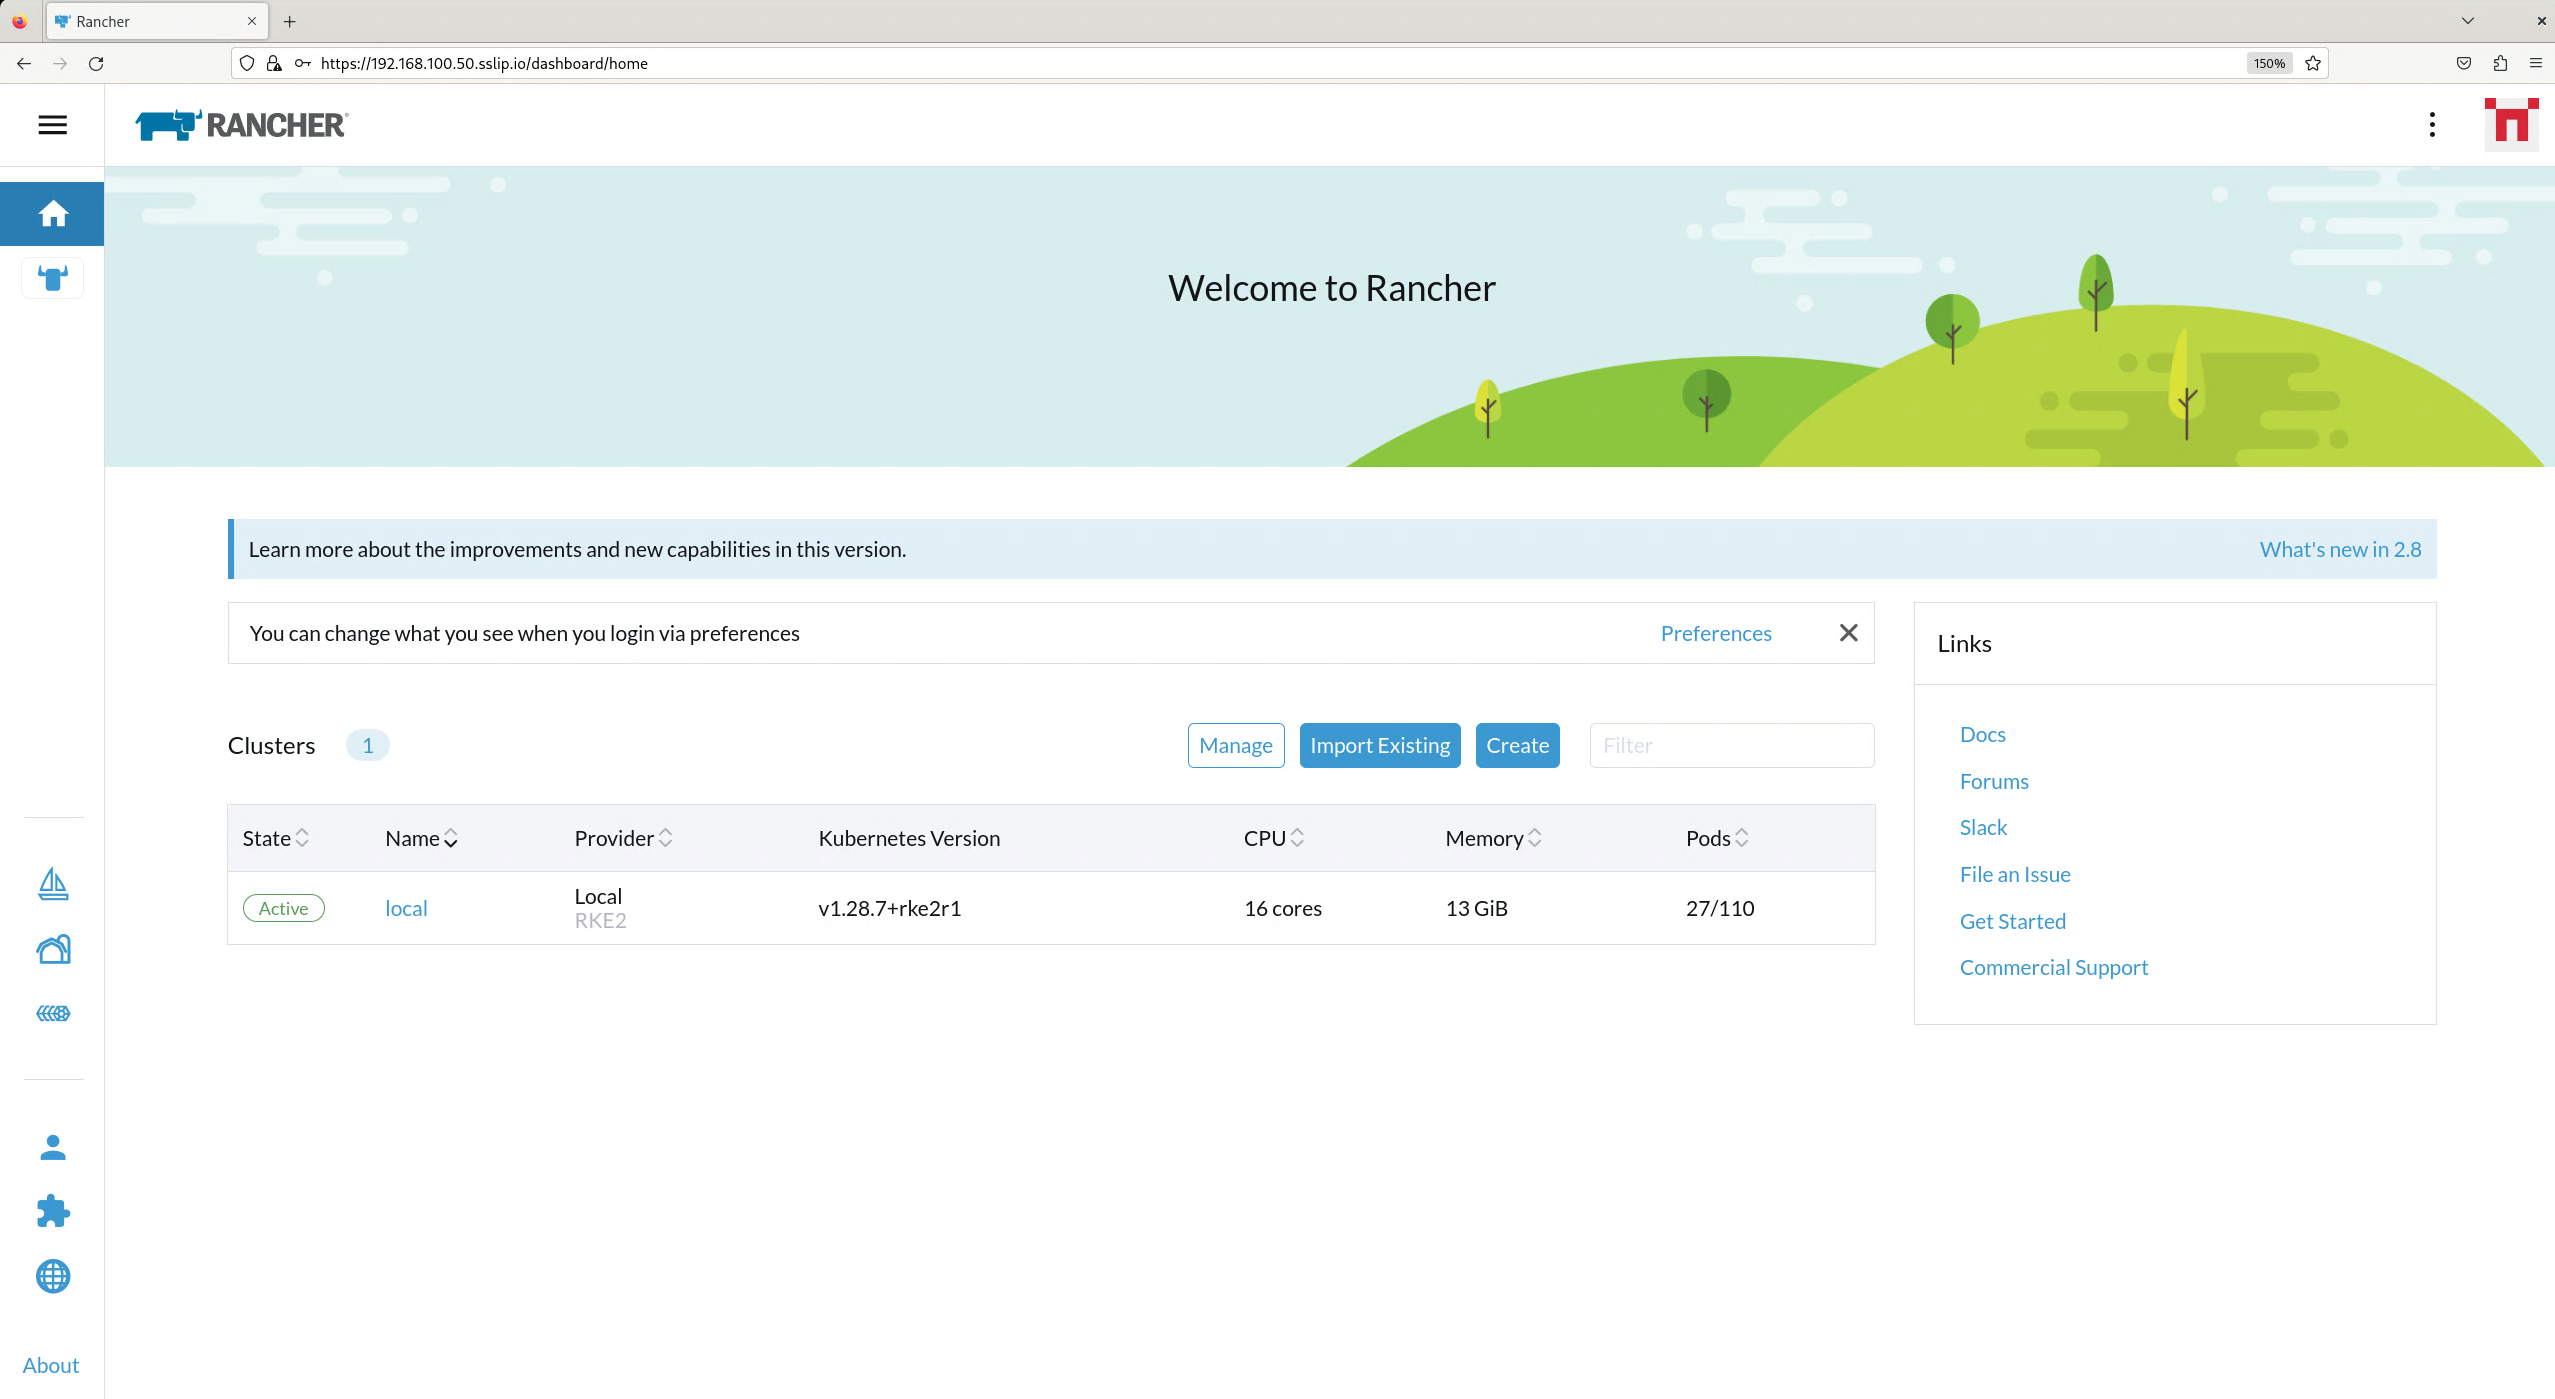 Rancher
https://192.168.100.50.sslip.io/dashboard/home
150%
RANCHER
Welcome to Rancher
Learn more about the improvements and new capabilities in this version.
What's new in 2.8
You can change what you see when you login via preferences
Preferences
Links
Docs
Forums
Slack
File an Issue
Get Started
Commercial Support
Clusters
1
Manage
Import Existing
Create
Filter
State Name Provider Kubernetes Version CPU Memory Pods
Active local Local RKE2 v1.28.7+rke2r1 16 cores 13 GiB 27/110
About